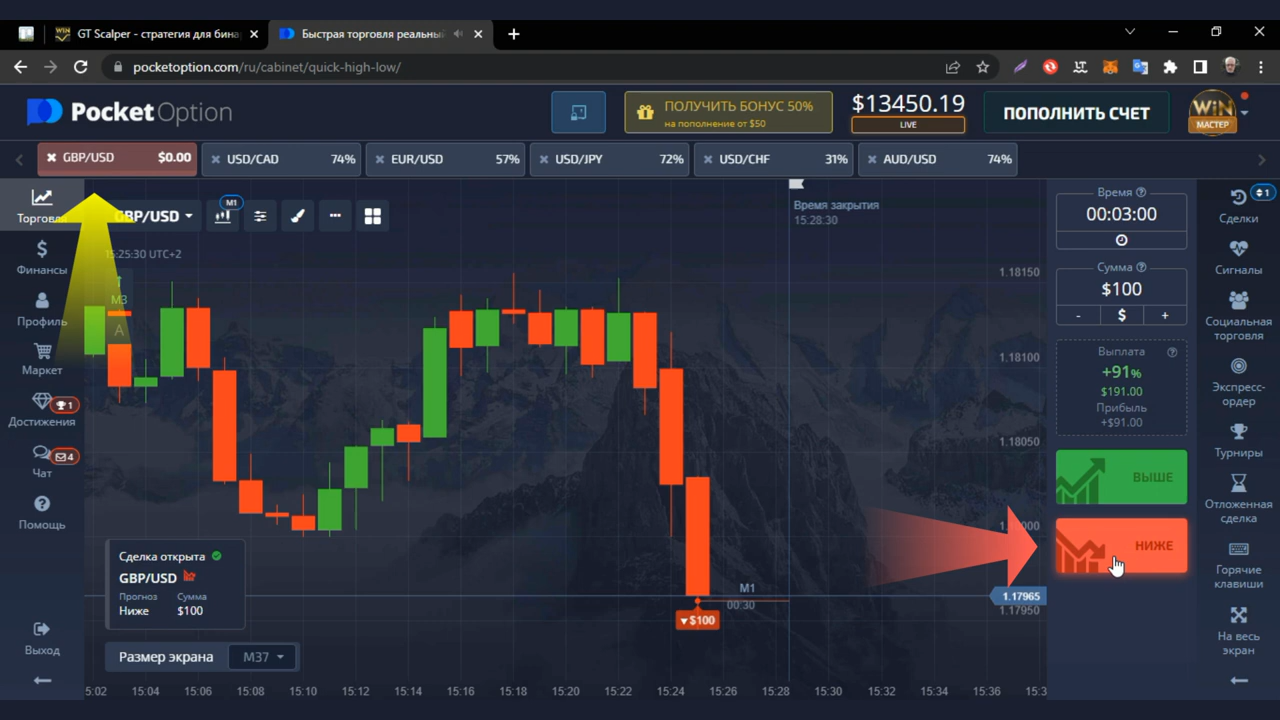 GT Scalper - стратегия для бина
Быстрая торговля реальны
pocketoption.com/ru/cabinet/quick-high-low/
PocketOption
ПОЛУЧИТЬ БОНУС 50%
на пополнение от $50
$13450.19
LIVE
ПОПОЛНИТЬ СЧЕТ
WIN
МАСТЕР
GBP/USD $0.00
USD/CAD 74%
EUR/USD 57%
USD/JPY 72%
USD/CHF 31%
AUD/USD 74%
Торговля
Финансы
Профиль
Маркет
Достижения
1
4
Чат
Помощь
Выход
GBP/USD
M1
15:25:30 UTC+2
M3
A
Время закрытия
15:28:30
1.18150
1.18100
1.18050
1.18000
1.17965
1.17950
M1
00:30
$100
Сделка открыта
GBP/USD
Прогноз Сумма
Ниже $100
Размер экрана M37
5:02 15:04 15:06 15:08 15:10 15:12 15:14 15:16 15:18 15:20 15:22 15:24 15:26 15:28 15:30 15:32 15:34 15:36 15:3
Время
00:03:00
Сумма
$100
- $ +
Выплата
+91%
$191.00
Прибыль
+$91.00
ВЫШЕ
НИЖЕ
1
Сделки
Сигналы
Социальная
торговля
Экспресс-
ордер
Турниры
Отложенная
сделка
Горячие
клавиши
На весь
экран